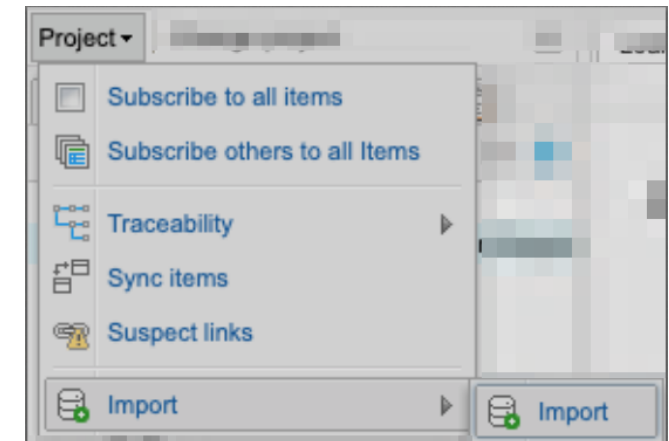 Project
Subscribe to all items
Subscribe others to all Items
Traceability
Sync items
Suspect links
Import
Import